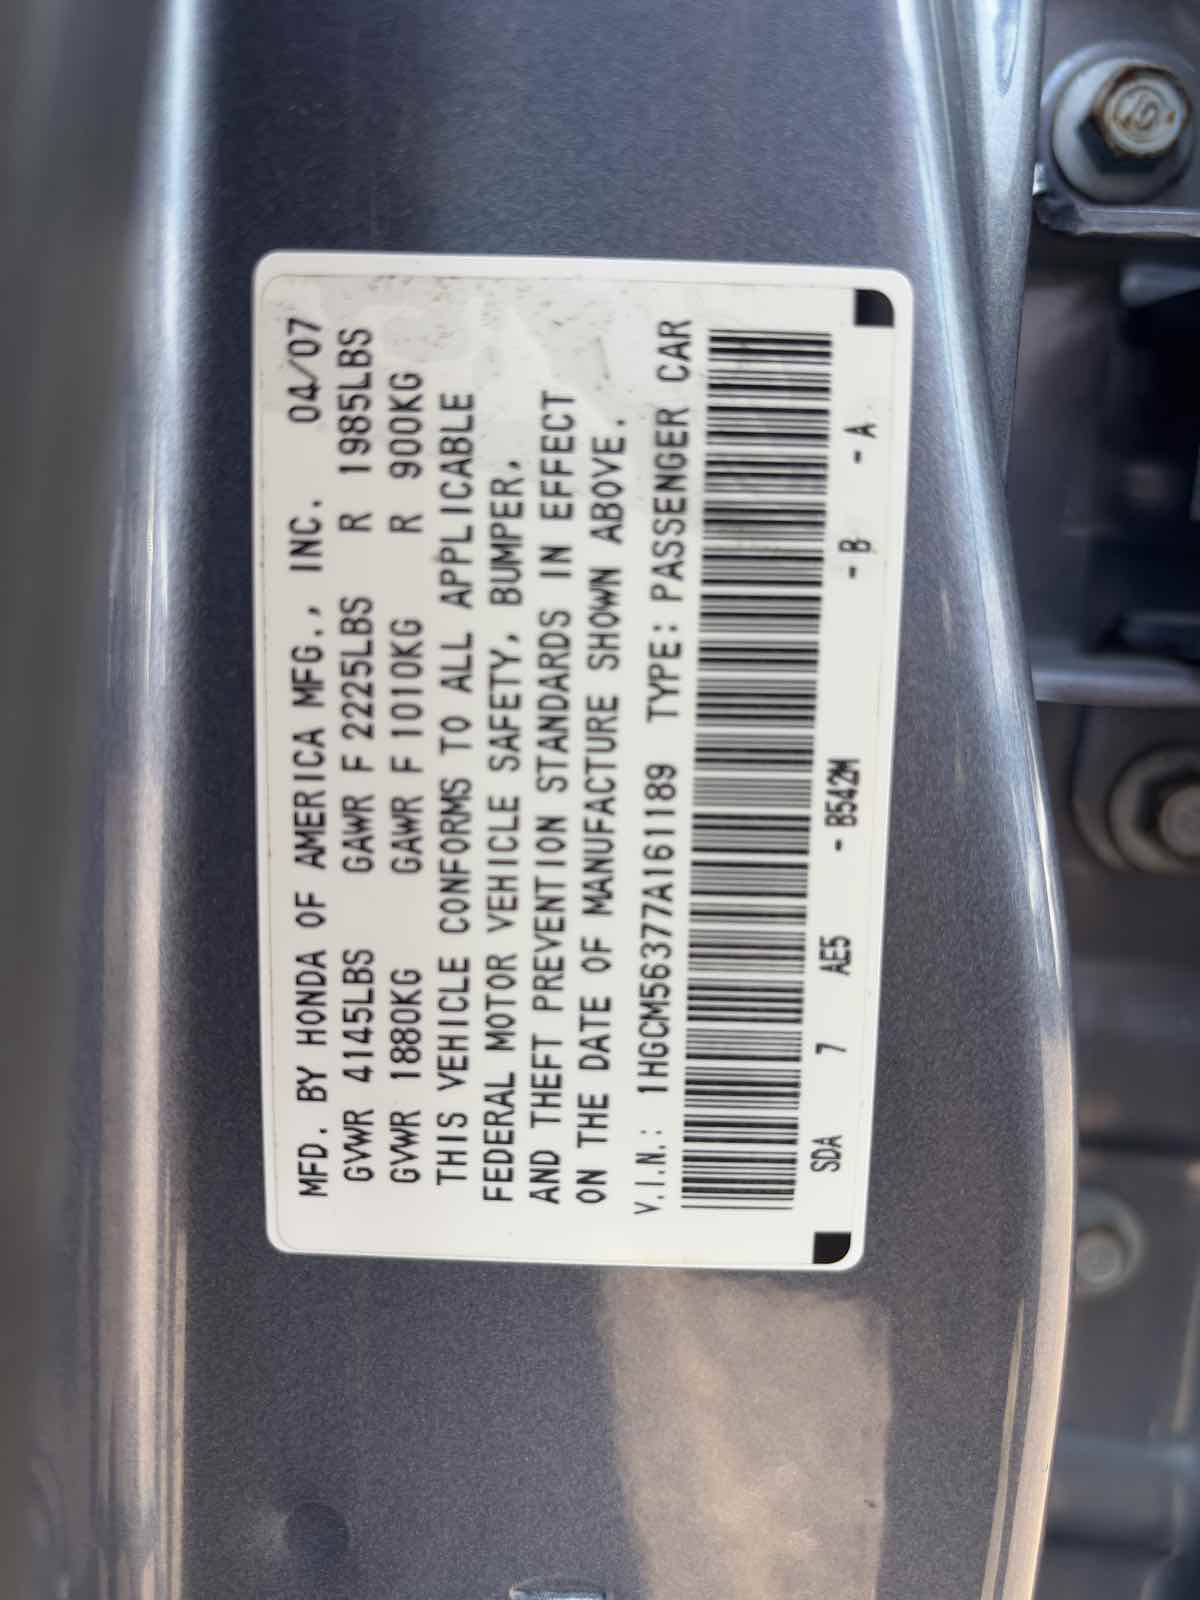 MFD. BY HONDA OF AMERICA MFG., INC. 04/07
GVWR 4145LBS GAWR F 2225LBS R 1985LBS
GVWR 1880KG GAWR F 1010KG R 900KG
THIS VEHICLE CONFORMS TO ALL APPLICABLE
FEDERAL MOTOR VEHICLE SAFETY, BUMPER,
AND THEFT PREVENTION STANDARDS IN EFFECT
ON THE DATE OF MANUFACTURE SHOWN ABOVE.
V.I.N.: 1HGCM56377A161189 TYPE: PASSENGER CAR
SDA 7 AE5 - B542M - B - A